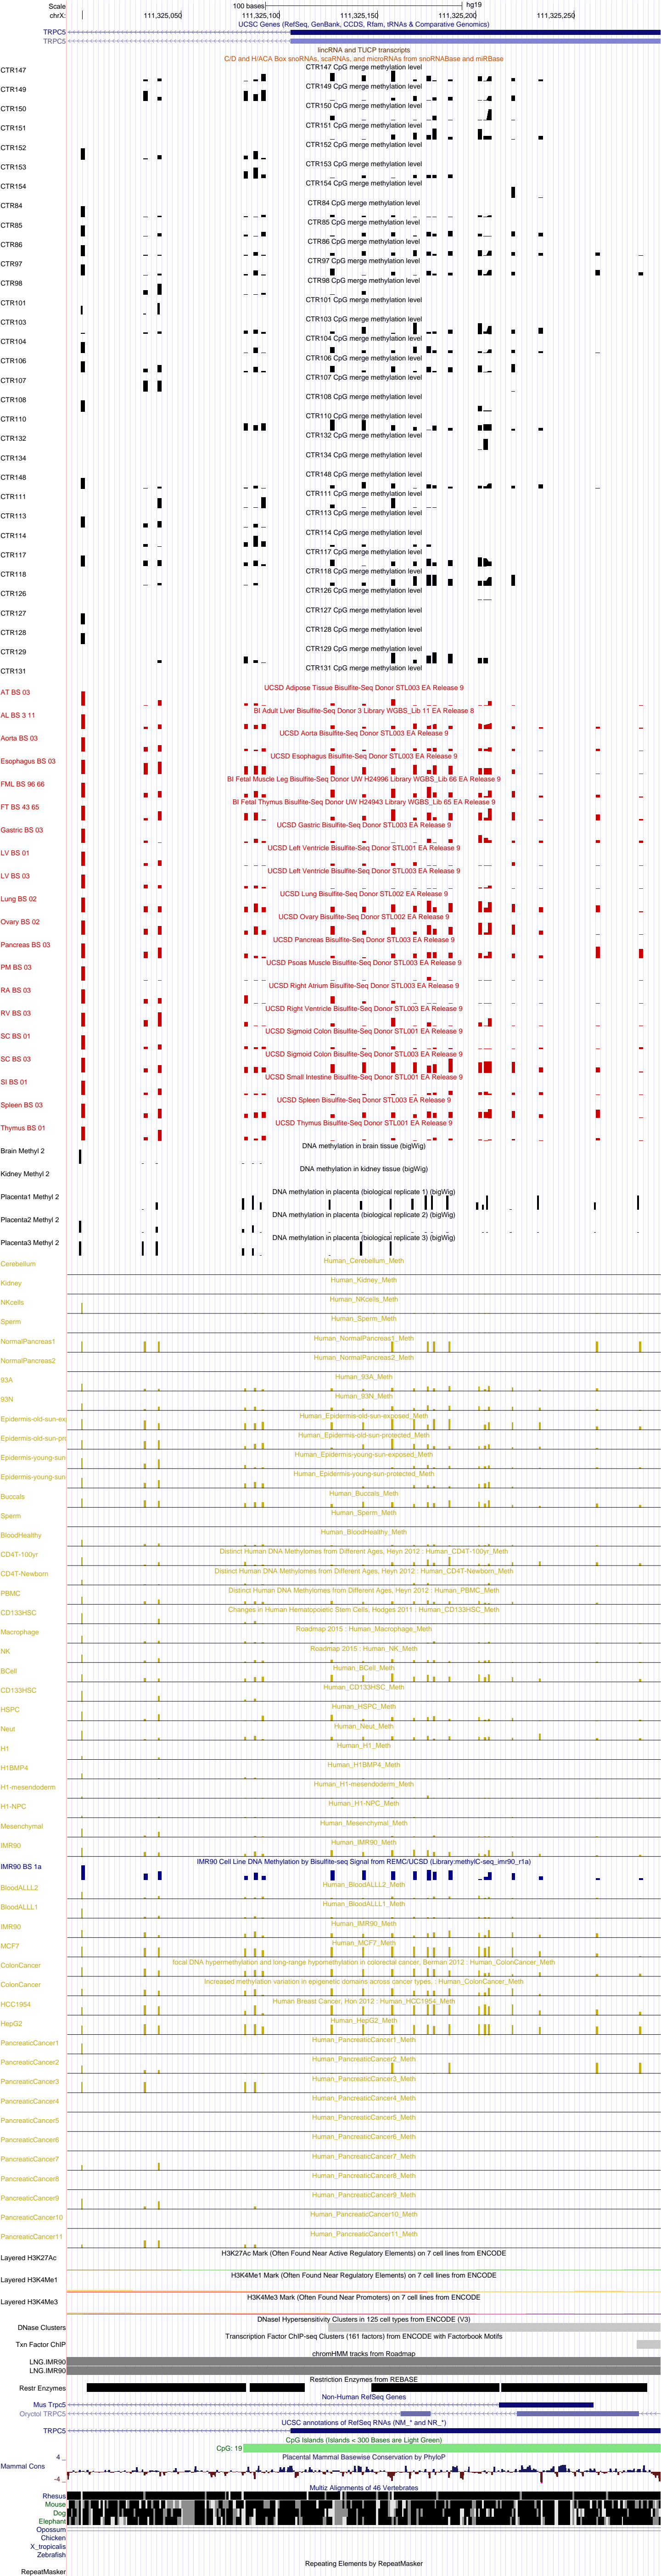 Scale 100 bases hg19
chrX: 111,325,050 111,325,100 111,325,150 111,325,200 111,325,250
UCSC Genes (RefSeq, GenBank, CCDS, Rfam, tRNAs & Comparative Genomics)
TRPC5
TRPC5
lincRNA and TUCP transcripts
C/D and H/ACA Box snoRNAs, scaRNAs, and microRNAs from snoRNABase and miRBase
CTR147 CpG merge methylation level
CTR147
CTR149 CpG merge methylation level
CTR149
CTR150 CpG merge methylation level
CTR150
CTR151 CpG merge methylation level
CTR151
CTR152 CpG merge methylation level
CTR152
CTR153 CpG merge methylation level
CTR153
CTR154 CpG merge methylation level
CTR154
CTR84 CpG merge methylation level
CTR84
CTR85 CpG merge methylation level
CTR85
CTR86 CpG merge methylation level
CTR86
CTR97 CpG merge methylation level
CTR97
CTR98 CpG merge methylation level
CTR98
CTR101 CpG merge methylation level
CTR101
CTR103 CpG merge methylation level
CTR103
CTR104 CpG merge methylation level
CTR104
CTR106 CpG merge methylation level
CTR106
CTR107 CpG merge methylation level
CTR107
CTR108 CpG merge methylation level
CTR108
CTR110 CpG merge methylation level
CTR110
CTR132 CpG merge methylation level
CTR132
CTR134 CpG merge methylation level
CTR134
CTR148 CpG merge methylation level
CTR148
CTR111 CpG merge methylation level
CTR111
CTR113 CpG merge methylation level
CTR113
CTR114 CpG merge methylation level
CTR114
CTR117 CpG merge methylation level
CTR117
CTR118 CpG merge methylation level
CTR118
CTR126 CpG merge methylation level
CTR126
CTR127 CpG merge methylation level
CTR127
CTR128 CpG merge methylation level
CTR128
CTR129 CpG merge methylation level
CTR129
CTR131 CpG merge methylation level
CTR131
UCSD Adipose Tissue Bisulfite-Seq Donor STL003 EA Release 9
AT BS 03
BI Adult Liver Bisulfite-Seq Donor 3 Library WGBS_Lib 11 EA Release 8
AL BS 3 11
UCSD Aorta Bisulfite-Seq Donor STL003 EA Release 9
Aorta BS 03
UCSD Esophagus Bisulfite-Seq Donor STL003 EA Release 9
Esophagus BS 03
BI Fetal Muscle Leg Bisulfite-Seq Donor UW H24996 Library WGBS_Lib 66 EA Release 9
FML BS 96 66
BI Fetal Thymus Bisulfite-Seq Donor UW H24943 Library WGBS_Lib 65 EA Release 9
FT BS 43 65
UCSD Gastric Bisulfite-Seq Donor STL003 EA Release 9
Gastric BS 03
UCSD Left Ventricle Bisulfite-Seq Donor STL001 EA Release 9
LV BS 01
UCSD Left Ventricle Bisulfite-Seq Donor STL003 EA Release 9
LV BS 03
UCSD Lung Bisulfite-Seq Donor STL002 EA Release 9
Lung BS 02
UCSD Ovary Bisulfite-Seq Donor STL002 EA Release 9
Ovary BS 02
UCSD Pancreas Bisulfite-Seq Donor STL003 EA Release 9
Pancreas BS 03
UCSD Psoas Muscle Bisulfite-Seq Donor STL003 EA Release 9
PM BS 03
UCSD Right Atrium Bisulfite-Seq Donor STL003 EA Release 9
RA BS 03
UCSD Right Ventricle Bisulfite-Seq Donor STL003 EA Release 9
RV BS 03
UCSD Sigmoid Colon Bisulfite-Seq Donor STL001 EA Release 9
SC BS 01
UCSD Sigmoid Colon Bisulfite-Seq Donor STL003 EA Release 9
SC BS 03
UCSD Small Intestine Bisulfite-Seq Donor STL001 EA Release 9
SI BS 01
UCSD Spleen Bisulfite-Seq Donor STL003 EA Release 9
Spleen BS 03
UCSD Thymus Bisulfite-Seq Donor STL001 EA Release 9
Thymus BS 01
DNA methylation in brain tissue (bigWig)
Brain Methyl 2
DNA methylation in kidney tissue (bigWig)
Kidney Methyl 2
DNA methylation in placenta (biological replicate 1) (bigWig)
Placenta1 Methyl 2
DNA methylation in placenta (biological replicate 2) (bigWig)
Placenta2 Methyl 2
DNA methylation in placenta (biological replicate 3) (bigWig)
Placenta3 Methyl 2
Human_Cerebellum_Meth
Cerebellum
Human_Kidney_Meth
Kidney
Human_NKcells_Meth
NKcells
Human_Sperm_Meth
Sperm
Human_NormalPancreas1_Meth
NormalPancreas1
Human_NormalPancreas2_Meth
NormalPancreas2
Human_93A_Meth
93A
Human_93N_Meth
93N
Human_Epidermis-old-sun-exposed_Meth
Epidermis-old-sun-ex
Human_Epidermis-old-sun-protected_Meth
Epidermis-old-sun-pr
Human_Epidermis-young-sun-exposed_Meth
Epidermis-young-sun
Human_Epidermis-young-sun-protected_Meth
Epidermis-young-sun
Human_Buccals_Meth
Buccals
Human_Sperm_Meth
Sperm
Human_BloodHealthy_Meth
BloodHealthy
Distinct Human DNA Methylomes from Different Ages, Heyn 2012 : Human_CD4T-100yr_Meth
CD4T-100yr
Distinct Human DNA Methylomes from Different Ages, Heyn 2012 : Human_CD4T-Newborn_Meth
CD4T-Newborn
Distinct Human DNA Methylomes from Different Ages, Heyn 2012 : Human_PBMC_Meth
PBMC
Changes in Human Hematopoietic Stem Cells, Hodges 2011 : Human_CD133HSC_Meth
CD133HSC
Roadmap 2015 : Human_Macrophage_Meth
Macrophage
Roadmap 2015 : Human_NK_Meth
NK
Human_BCell_Meth
BCell
Human_CD133HSC_Meth
CD133HSC
Human_HSPC_Meth
HSPC
Human_Neut_Meth
Neut
Human_H1_Meth
H1
Human_H1BMP4_Meth
H1BMP4
Human_H1-mesendoderm_Meth
H1-mesendoderm
Human_H1-NPC_Meth
H1-NPC
Human_Mesenchymal_Meth
Mesenchymal
Human_IMR90_Meth
IMR90
IMR90 Cell Line DNA Methylation by Bisulfite-seq Signal from REMC/UCSD (Library:methylC-seq_imr90_r1a)
IMR90 BS 1a
Human_BloodALLL2_Meth
BloodALLL2
Human_BloodALLL1_Meth
BloodALLL1
Human_IMR90_Meth
IMR90
Human_MCF7_Meth
MCF7
focal DNA hypermethylation and long-range hypomethylation in colorectal cancer, Berman 2012 : Human_ColonCancer_Meth
ColonCancer
Increased methylation variation in epigenetic domains across cancer types. : Human_ColonCancer_Meth
ColonCancer
Human Breast Cancer, Hon 2012 : Human_HCC1954_Meth
HCC1954
Human_HepG2_Meth
HepG2
Human_PancreaticCancer1_Meth
PancreaticCancer1
Human_PancreaticCancer2_Meth
PancreaticCancer2
Human_PancreaticCancer3_Meth
PancreaticCancer3
Human_PancreaticCancer4_Meth
PancreaticCancer4
Human_PancreaticCancer5_Meth
PancreaticCancer5
Human_PancreaticCancer6_Meth
PancreaticCancer6
Human_PancreaticCancer7_Meth
PancreaticCancer7
Human_PancreaticCancer8_Meth
PancreaticCancer8
Human_PancreaticCancer9_Meth
PancreaticCancer9
Human_PancreaticCancer10_Meth
PancreaticCancer10
Human_PancreaticCancer11_Meth
PancreaticCancer11
H3K27Ac Mark (Often Found Near Active Regulatory Elements) on 7 cell lines from ENCODE
Layered H3K27Ac
H3K4Me1 Mark (Often Found Near Regulatory Elements) on 7 cell lines from ENCODE
Layered H3K4Me1
H3K4Me3 Mark (Often Found Near Promoters) on 7 cell lines from ENCODE
Layered H3K4Me3
DNaseI Hypersensitivity Clusters in 125 cell types from ENCODE (V3)
DNase Clusters
Transcription Factor ChIP-seq Clusters (161 factors) from ENCODE with Factorbook Motifs
Txn Factor ChIP
chromHMM tracks from Roadmap
LNG.IMR90
LNG.IMR90
Restriction Enzymes from REBASE
Restr Enzymes
Non-Human RefSeq Genes
Mus Trpc5
Oryctol TRPC5
UCSC annotations of RefSeq RNAs (NM_* and NR_*)
TRPC5
CpG Islands (Islands < 300 Bases are Light Green)
CpG: 19
Placental Mammal Basewise Conservation by PhyloP
4 _
Mammal Cons
-4 _
Multiz Alignments of 46 Vertebrates
Rhesus
Mouse
Dog
Elephant
Opossum
Chicken
X_tropicalis
Zebrafish
Repeating Elements by RepeatMasker
RepeatMasker